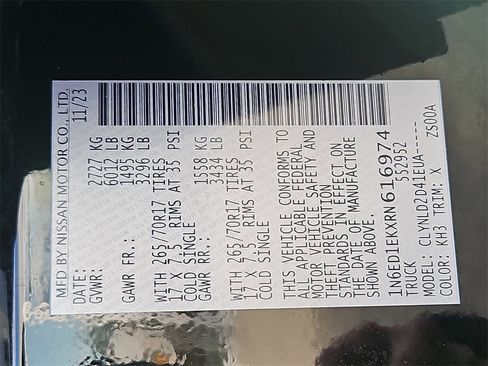 MFD BY NISSAN MOTOR CO., LTD.
DATE: 11/23
GVWR: 2727 KG
6012 LB
GAWR FR.: 1495 KG
3296 LB
WITH 265/70R17 TIRES
17 X 7.5 RIMS AT 35 PSI
COLD SINGLE
GAWR RR.: 1558 KG
3434 LB
WITH 265/70R17 TIRES
17 X 7.5 RIMS AT 35 PSI
COLD SINGLE
THIS VEHICLE CONFORMS TO
ALL APPLICABLE FEDERAL
MOTOR VEHICLE SAFETY AND
THEFT PREVENTION
STANDARDS IN EFFECT ON
THE DATE OF MANUFACTURE
SHOWN ABOVE.
1N6ED1EKXRN616974
TRUCK 552952
MODEL: CLYNLD2D41EUA-----
COLOR: KH3 TRIM: X ZS00A